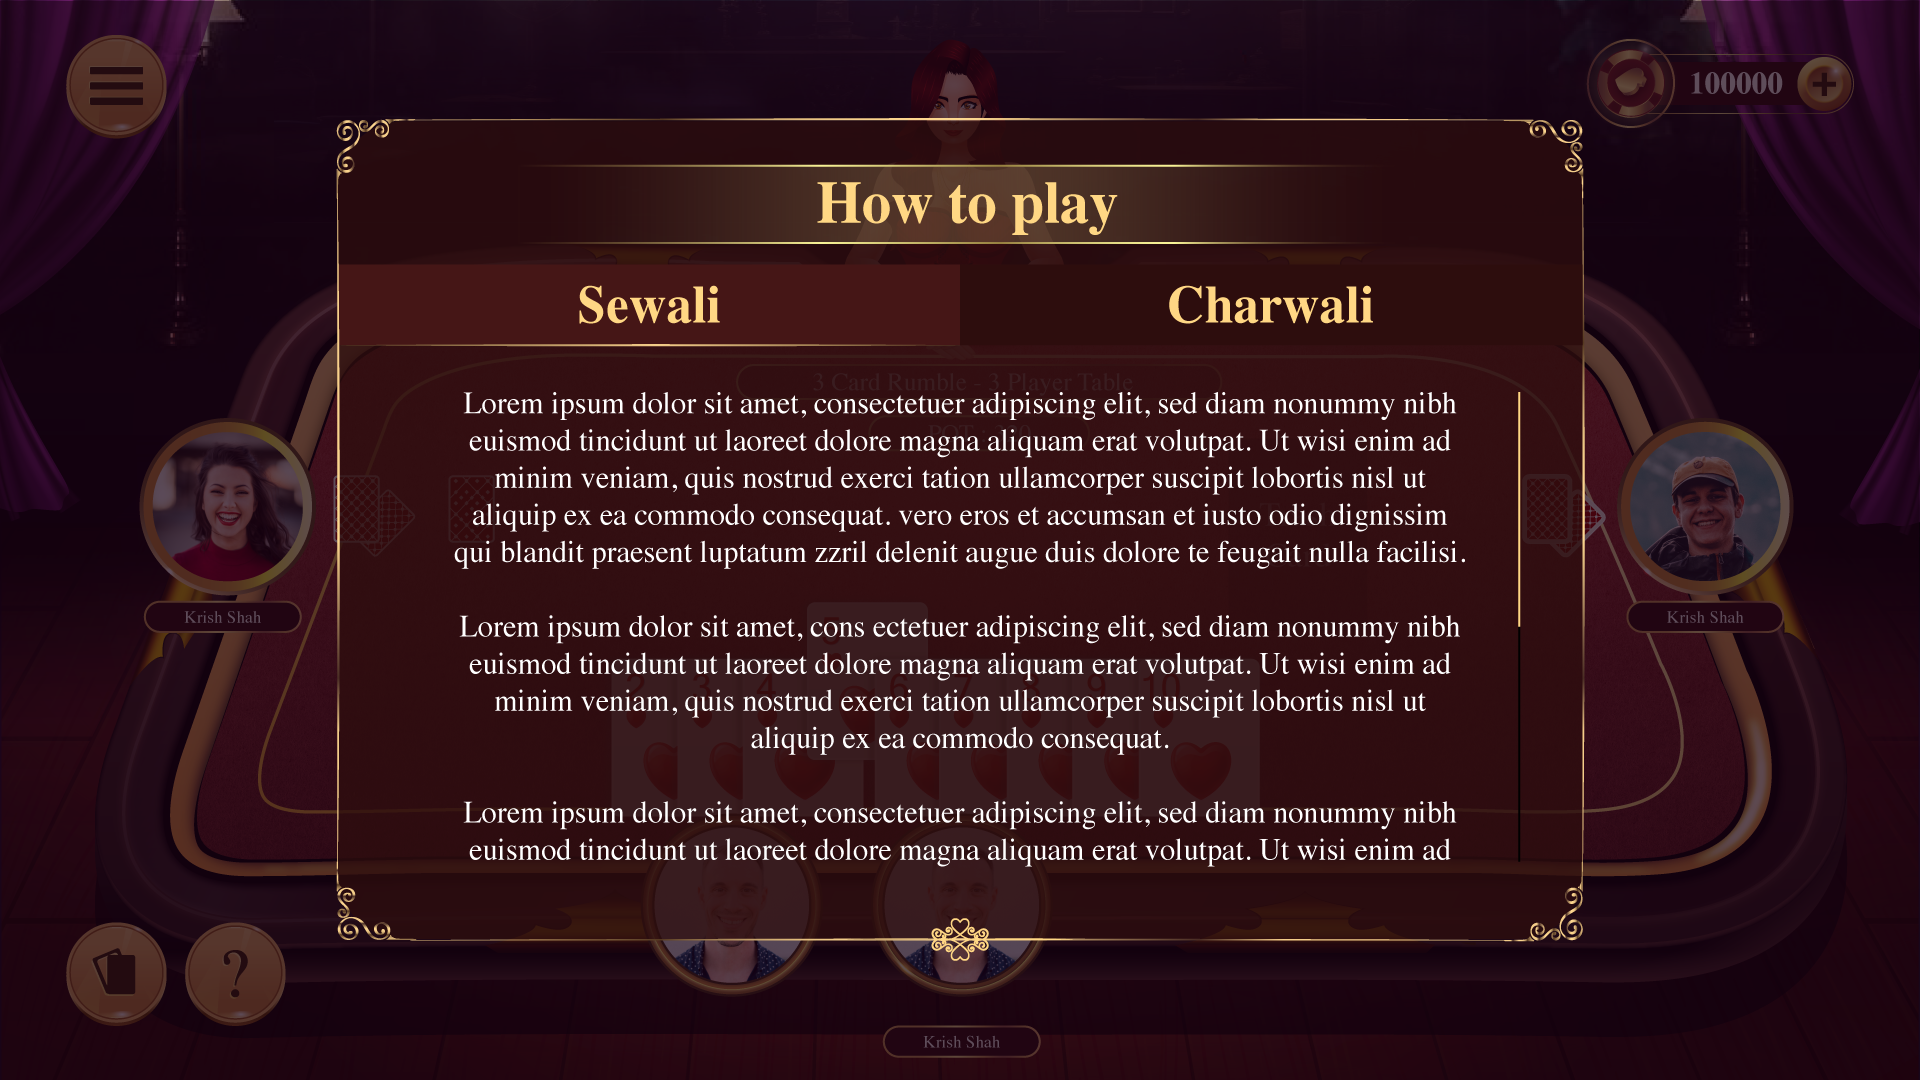 100000
How to play
Sewali
Charwali
3 Card Rumble - 3 Player Table
Lorem ipsum dolor sit amet, consectetuer adipiscing elit, sed diam nonummy nibh
euismod tincidunt ut laoreet dolore magna aliquam erat volutpat. Ut wisi enim ad
minim veniam, quis nostrud exerci tation ullamcorper suscipit lobortis nisl ut
aliquip ex ea commodo consequat. vero eros et accumsan et iusto odio dignissim
qui blandit praesent luptatum zzril delenit augue duis dolore te feugait nulla facilisi.
Lorem ipsum dolor sit amet, cons ectetuer adipiscing elit, sed diam nonummy nibh
euismod tincidunt ut laoreet dolore magna aliquam erat volutpat. Ut wisi enim ad
minim veniam, quis nostrud exerci tation ullamcorper suscipit lobortis nisl ut
aliquip ex ea commodo consequat.
Lorem ipsum dolor sit amet, consectetuer adipiscing elit, sed diam nonummy nibh
euismod tincidunt ut laoreet dolore magna aliquam erat volutpat. Ut wisi enim ad
Krish Shah
Krish Shah
?
Krish Shah